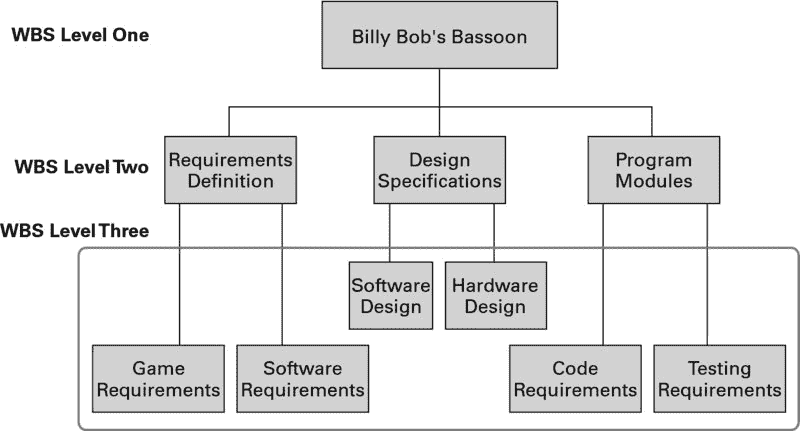 WBS Level One
Billy Bob's Bassoon
WBS Level Two
Requirements
Definition
Design
Specifications
Program
Modules
WBS Level Three
Software
Design
Hardware
Design
Game
Requirements
Software
Requirements
Code
Requirements
Testing
Requirements